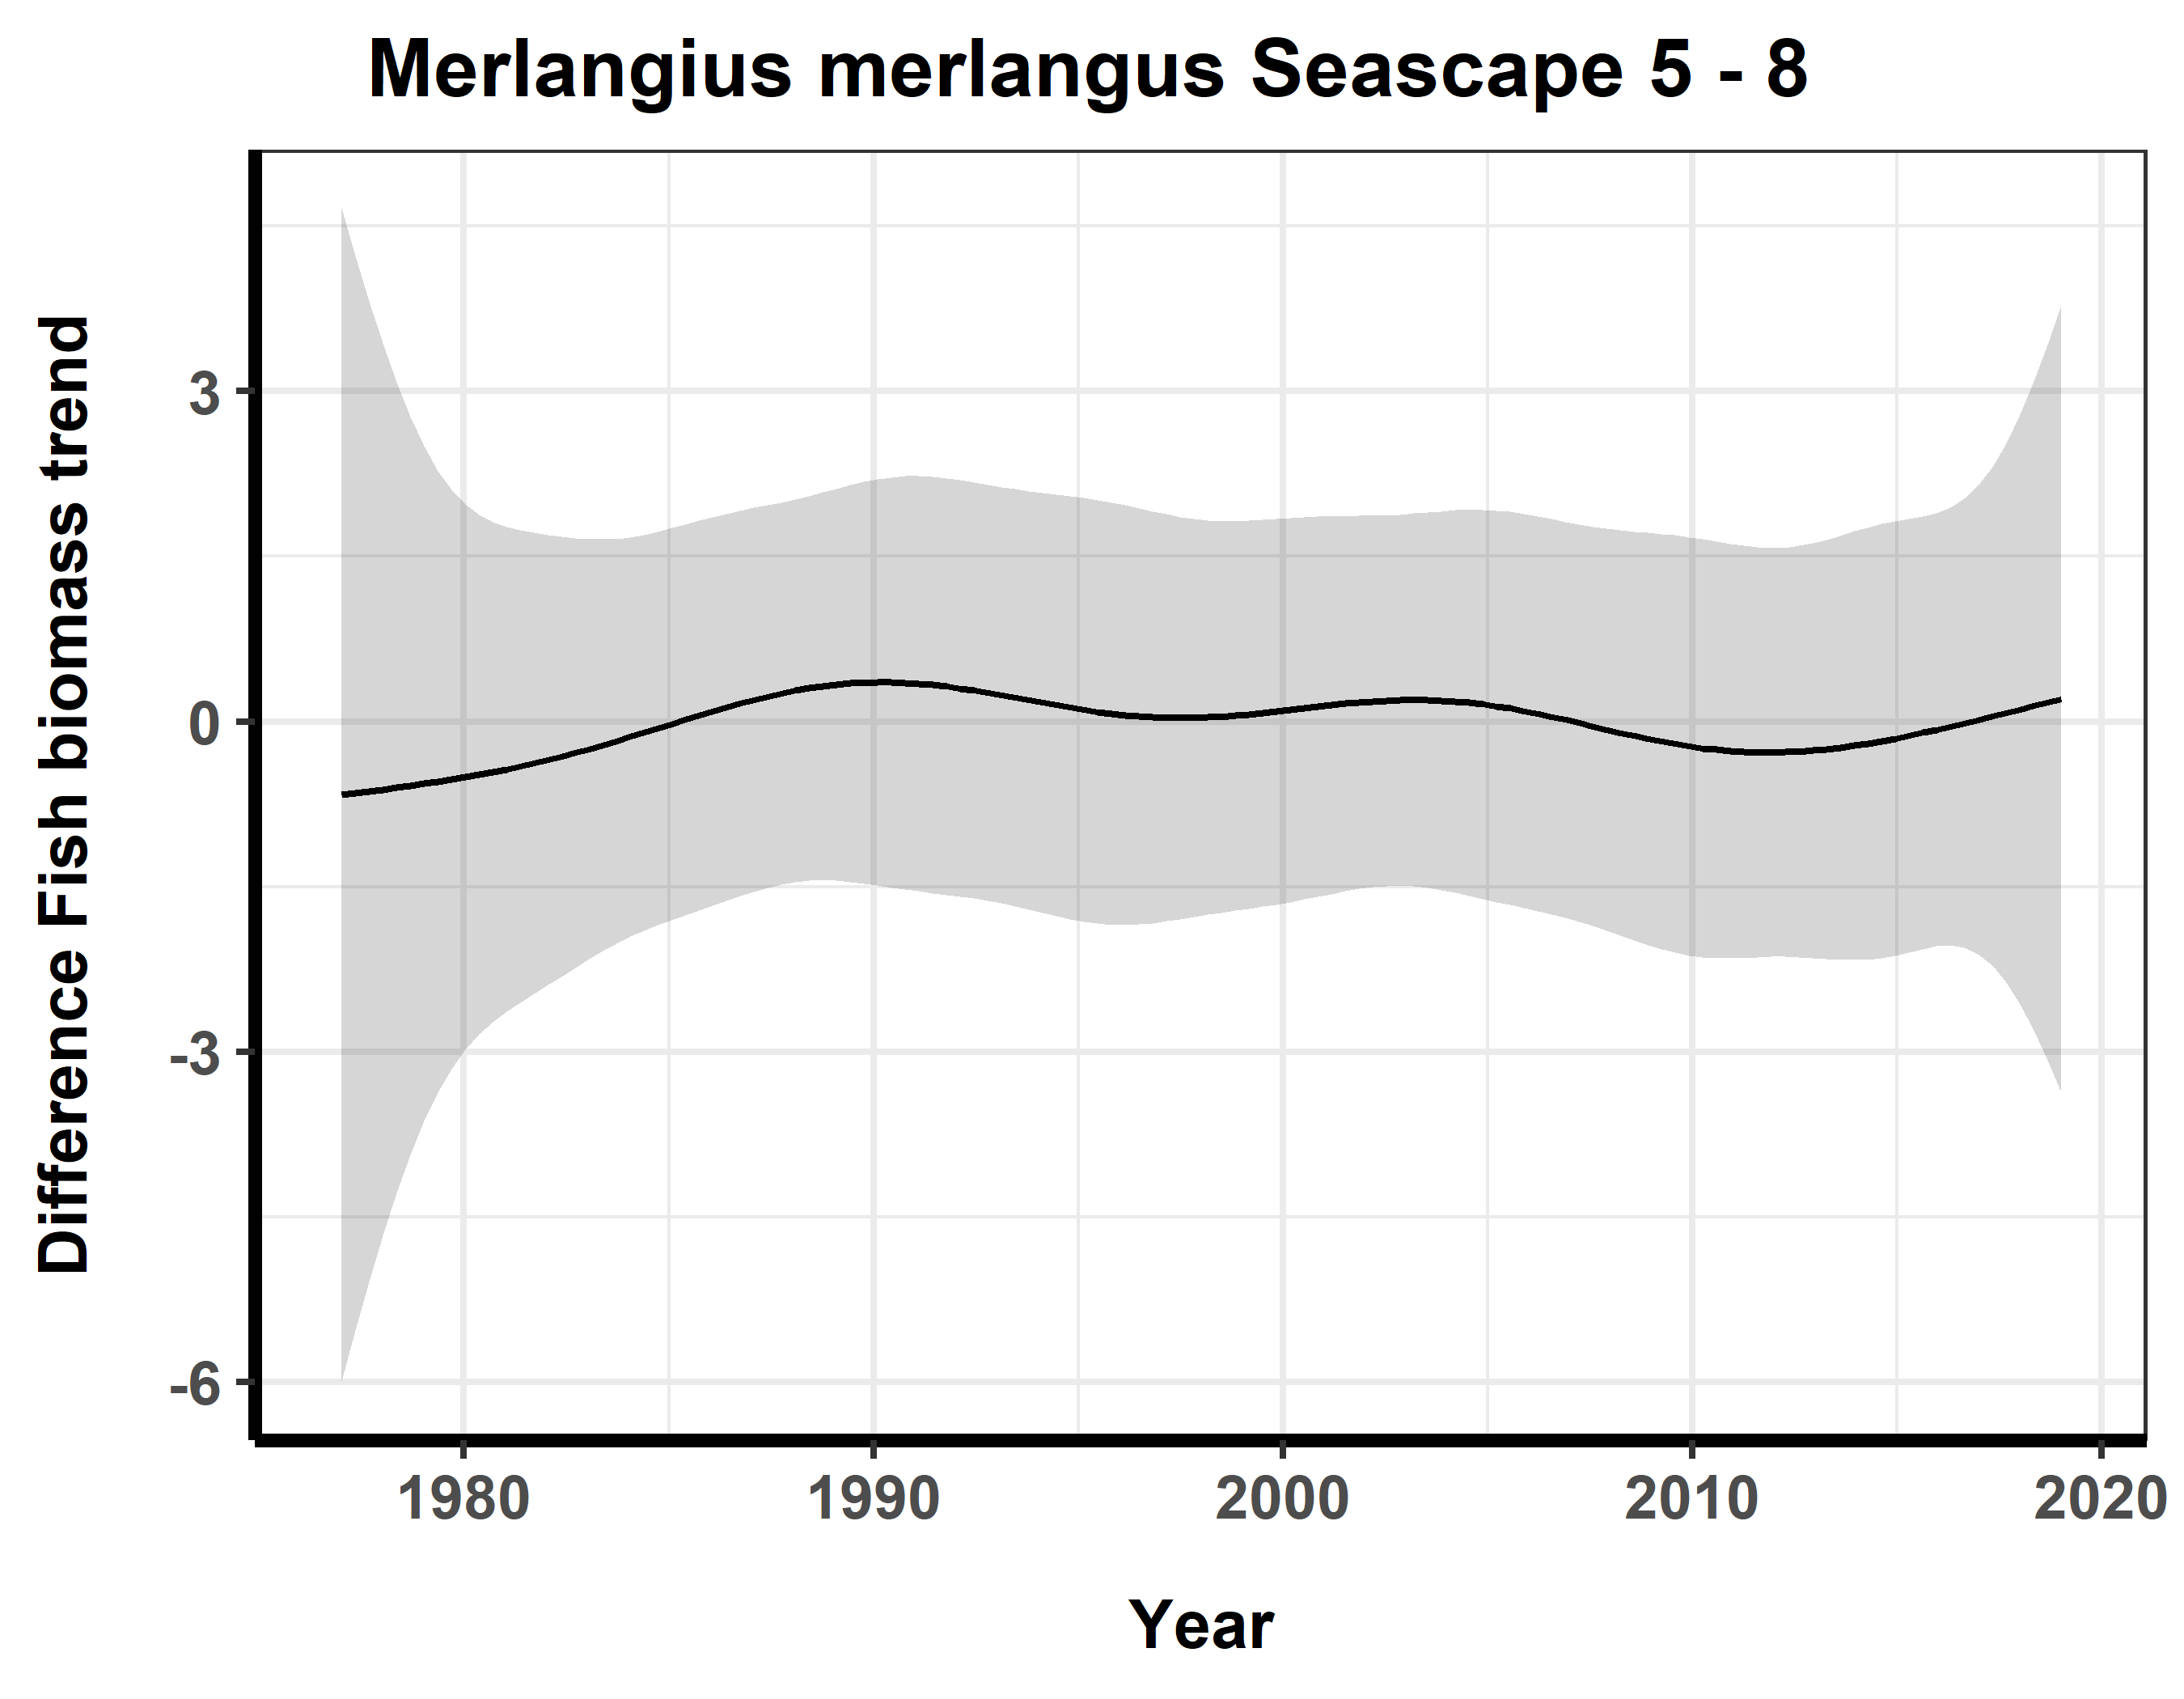 Merlangius merlangus Seascape 5 - 8
Difference Fish biomass trend
3
0
-3
-6
1980 1990 2000 2010 2020
Year